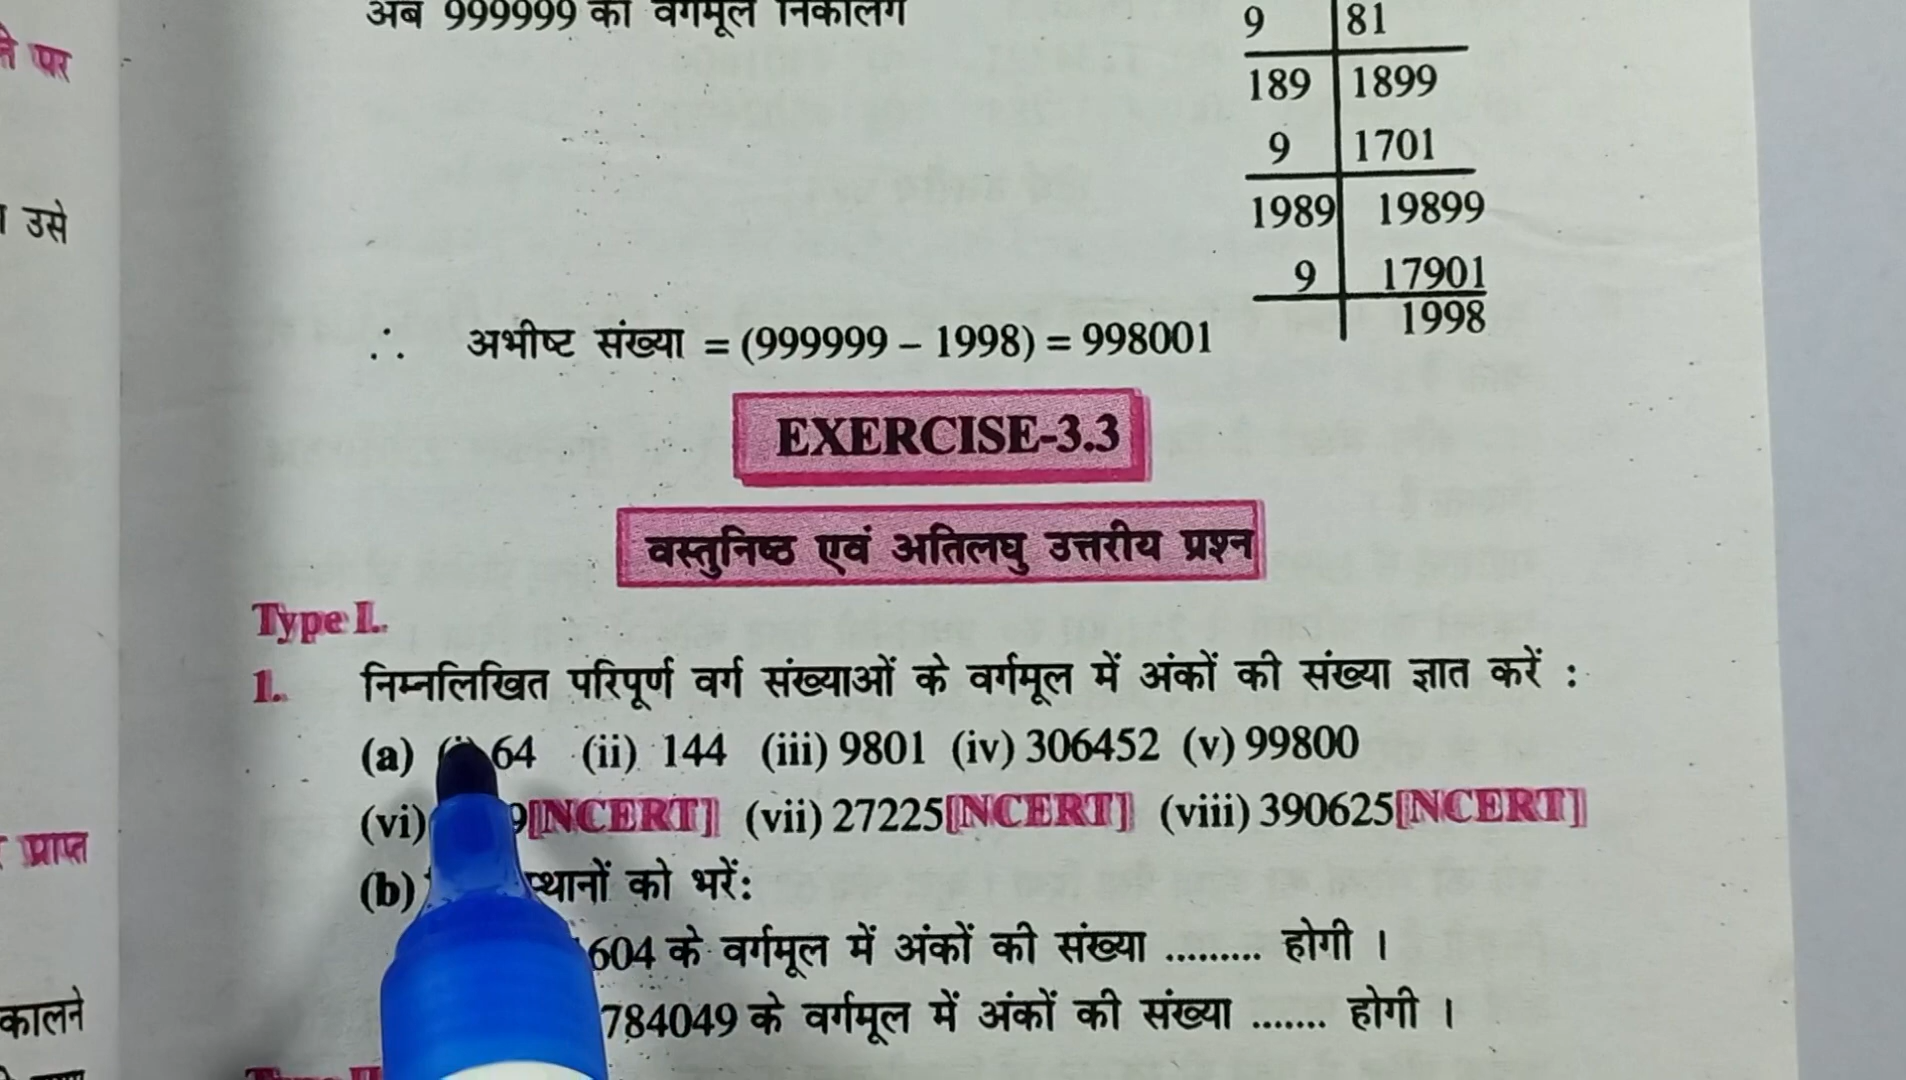 पर
उसे
प्राप्त
कालने
अब 999999 का वर्गमूल निकालेंगे
9 81
189 1899
9 1701
1989 19899
9 17901
1998
∴ अभीष्ट संख्या = (999999 – 1998) = 998001
EXERCISE-3.3
वस्तुनिष्ठ एवं अतिलघु उत्तरीय प्रश्न
Type I.
1. निम्नलिखित परिपूर्ण वर्ग संख्याओं के वर्गमूल में अंकों की संख्या ज्ञात करें :
(a) 64 (ii) 144 (iii) 9801 (iv) 306452 (v) 99800
(vi) 9[NCERT] (vii) 27225[NCERT] (viii) 390625[NCERT]
(b) स्थानों को भरें:
604 के वर्गमूल में अंकों की संख्या ......... होगी ।
784049 के वर्गमूल में अंकों की संख्या ....... होगी ।